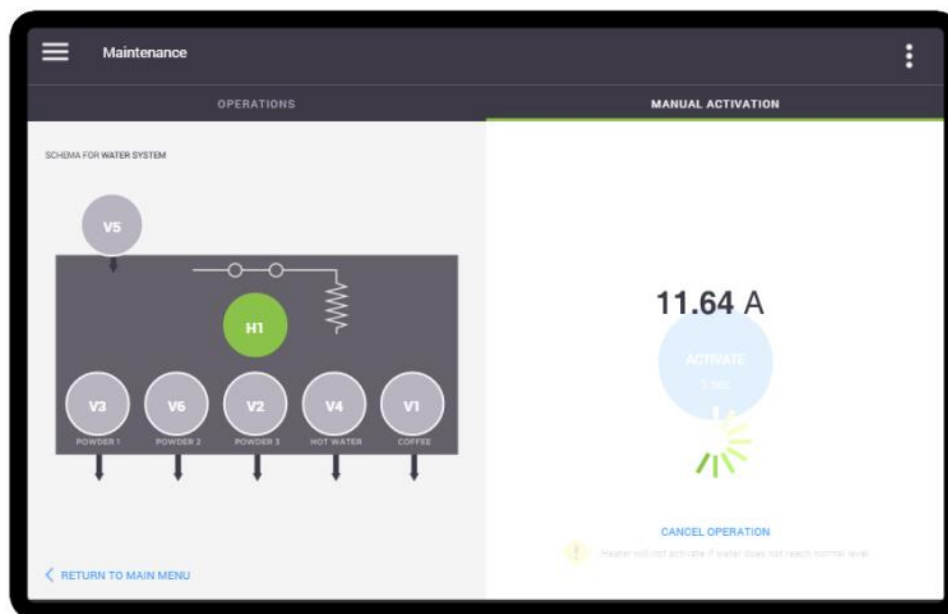 Maintenance
OPERATIONS
MANUAL ACTIVATION
SCHEMA FOR WATER SYSTEM
V5
H1
V3
V6
V2
V4
V1
POWDER 1
POWDER 2
POWDER 3
HOT WATER
COFFEE
11.64 A
ACTIVATE
CANCEL OPERATION
Heater will not activate if water does not reach normal level
RETURN TO MAIN MENU